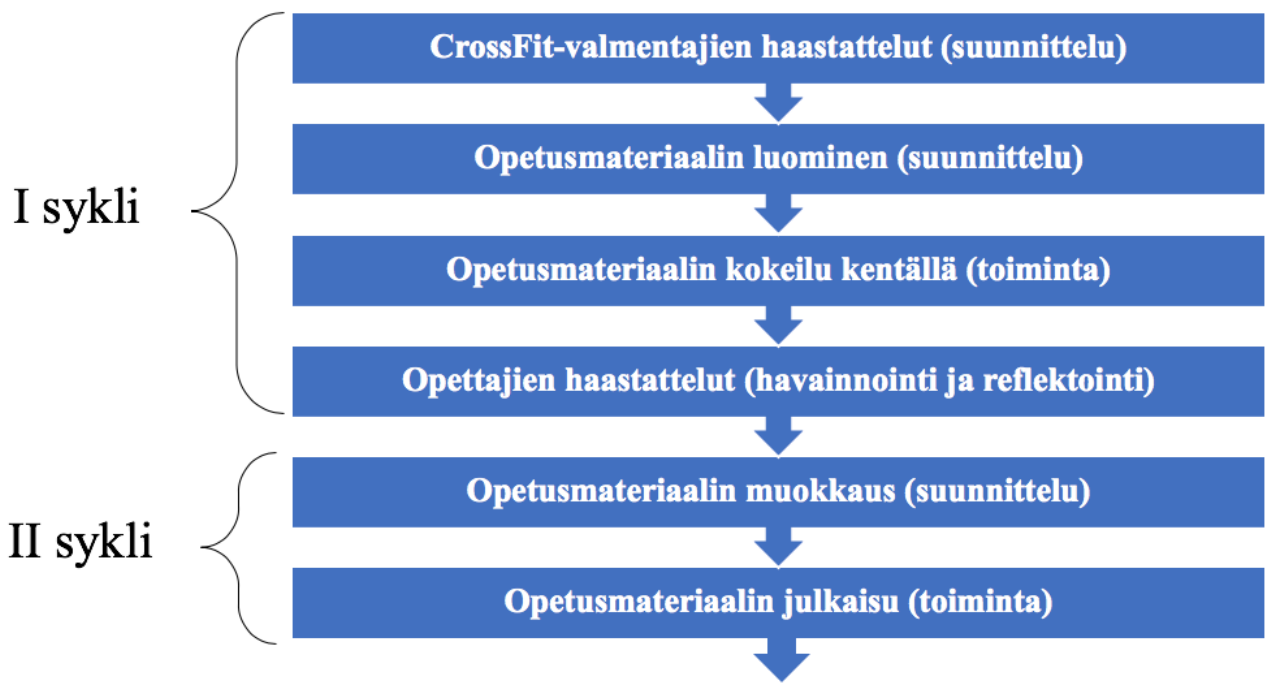 CrossFit-valmentajien haastattelut (suunnittelu)
Opetusmateriaalin luominen (suunnittelu)
I sykli
Opetusmateriaalin kokeilu kentällä (toiminta)
Opettajien haastattelut (havainnointi ja reflektointi)
Opetusmateriaalin muokkaus (suunnittelu)
II sykli
Opetusmateriaalin julkaisu (toiminta)